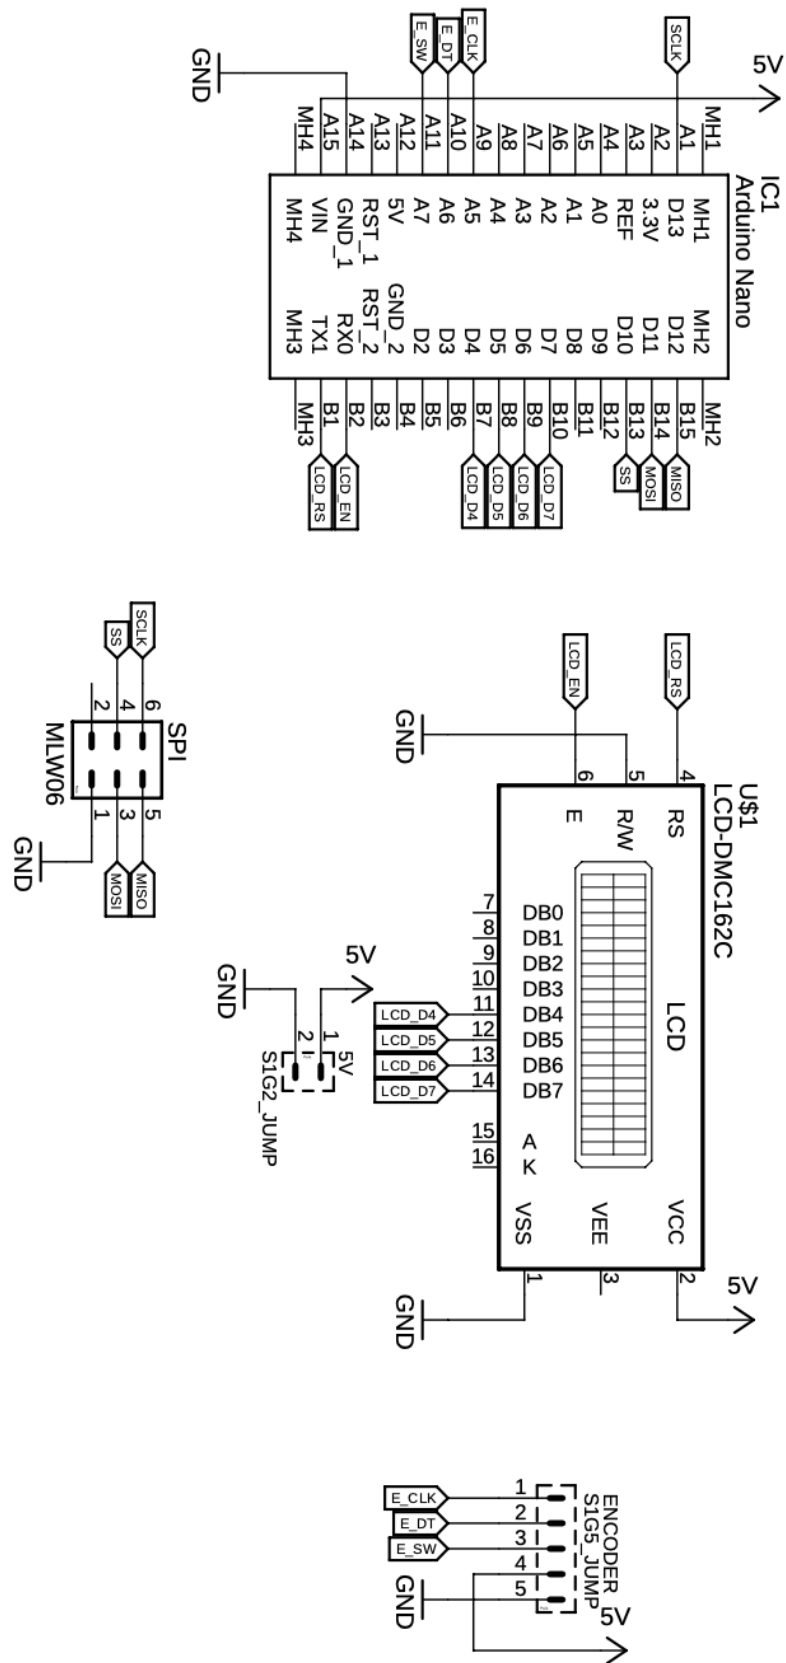 IC1
Arduino Nano
5V
GND
SCLK
E_CLK
E_DT
E_SW
MH1
A1
A2
A3
A4
A5
A6
A7
A8
A9
A10
A11
A12
A13
A14
A15
MH4
MH1
D13
3.3V
REF
A0
A1
A2
A3
A4
A5
A6
A7
5V
RST_1
GND_1
VIN
MH4
MH2
D12
D11
D10
D9
D8
D7
D6
D5
D4
D3
D2
GND_2
RST_2
RX0
TX1
MH3
MH2
B15
B14
B13
B12
B11
B10
B9
B8
B7
B6
B5
B4
B3
B2
B1
MH3
MISO
MOSI
SS
LCD_D7
LCD_D6
LCD_D5
LCD_D4
LCD_EN
LCD_RS
U$1
LCD-DMC162C
LCD_RS
LCD_EN
GND
4
5
6
RS
R/W
E
LCD
7 DB0
8 DB1
9 DB2
10 DB3
LCD_D4 11 DB4
LCD_D5 12 DB5
LCD_D6 13 DB6
LCD_D7 14 DB7
15 A
16 K
VCC
VEE
VSS
2
3
1
5V
GND
SPI
MLW06
SCLK
SS
6
4
2
5
3
1
MISO
MOSI
GND
5V
GND
1
2
5V
S1G2_JUMP
ENCODER
S1G5_JUMP
E_CLK 1
E_DT 2
E_SW 3
4
5
GND
5V